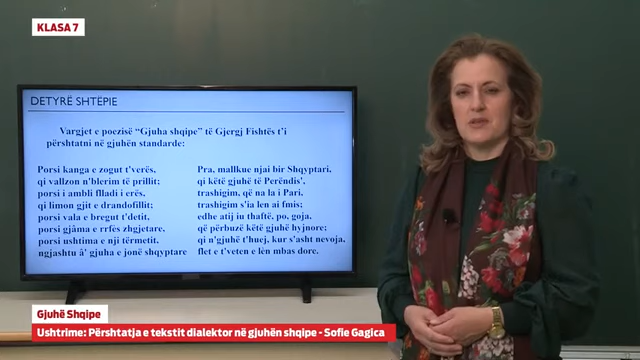 KLASA 7
DETYRË SHTËPIE
Vargjet e poezisë “Gjuha shqipe” të Gjergj Fishtës t'i
përshtatni në gjuhën standarde:
Porsi kanga e zogut t'verës,
qi vallzon n'blerim të prillit;
porsi i ambli flladi i erës,
qi limon gjit e drandofillit;
porsi vala e bregut t'detit,
porsi gjâma e rrfés zhgjetare,
porsi ushtima e nji tërmetit,
ngjashtu â' gjuha e jonë shqyptare
Pra, mallkue njai bir Shqyptari,
qi këtë gjuhë të Perëndis',
trashigim, që na la i Pari,
trashigim s'ia len ai fmis;
edhe atij iu thaftë, po, goja,
që përbuzë këtë gjuhë hyjnore;
qi n'gjuhë t'huej, kur s'asht nevoja,
flet e t'veten e lèn mbas dore.
Gjuhë Shqipe
Ushtrime: Përshtatja e tekstit dialektor në gjuhën shqipe - Sofie Gagica